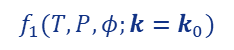 f₁(T, P, ϕ; k = k₀)